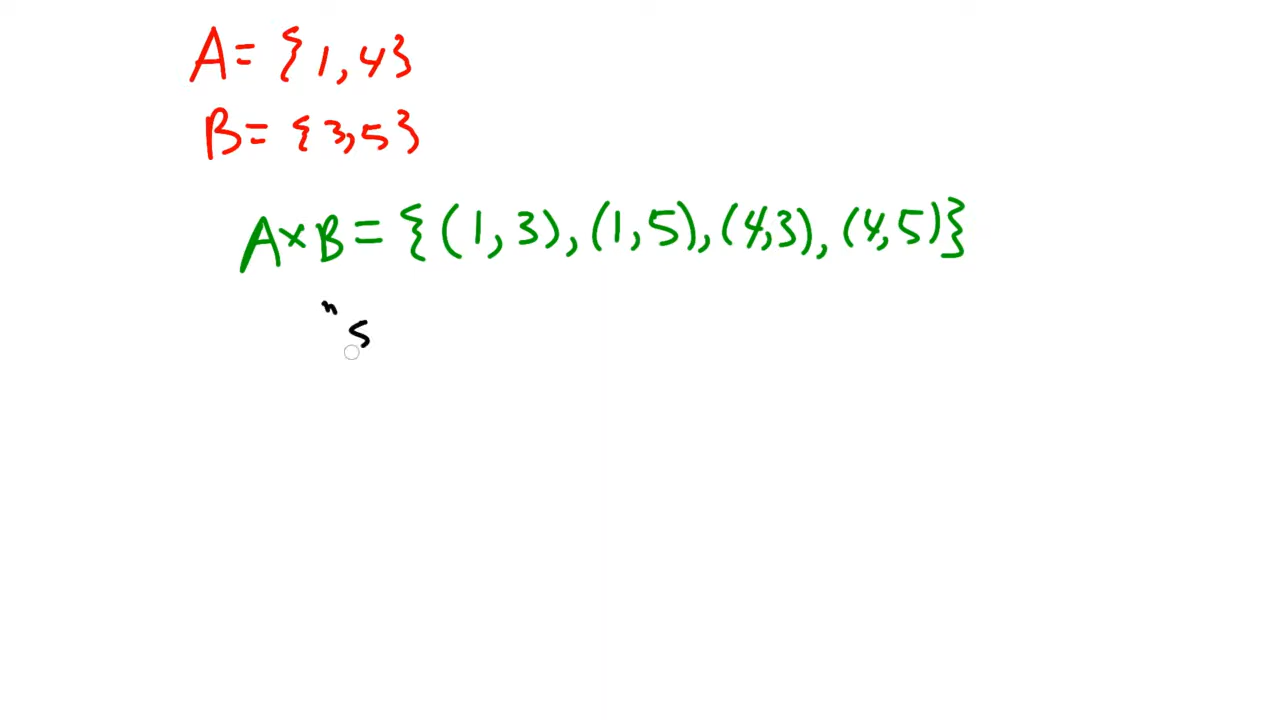 A = {1, 4}
B = {3, 5}
A×B = {(1, 3), (1, 5), (4, 3), (4, 5)}
" s